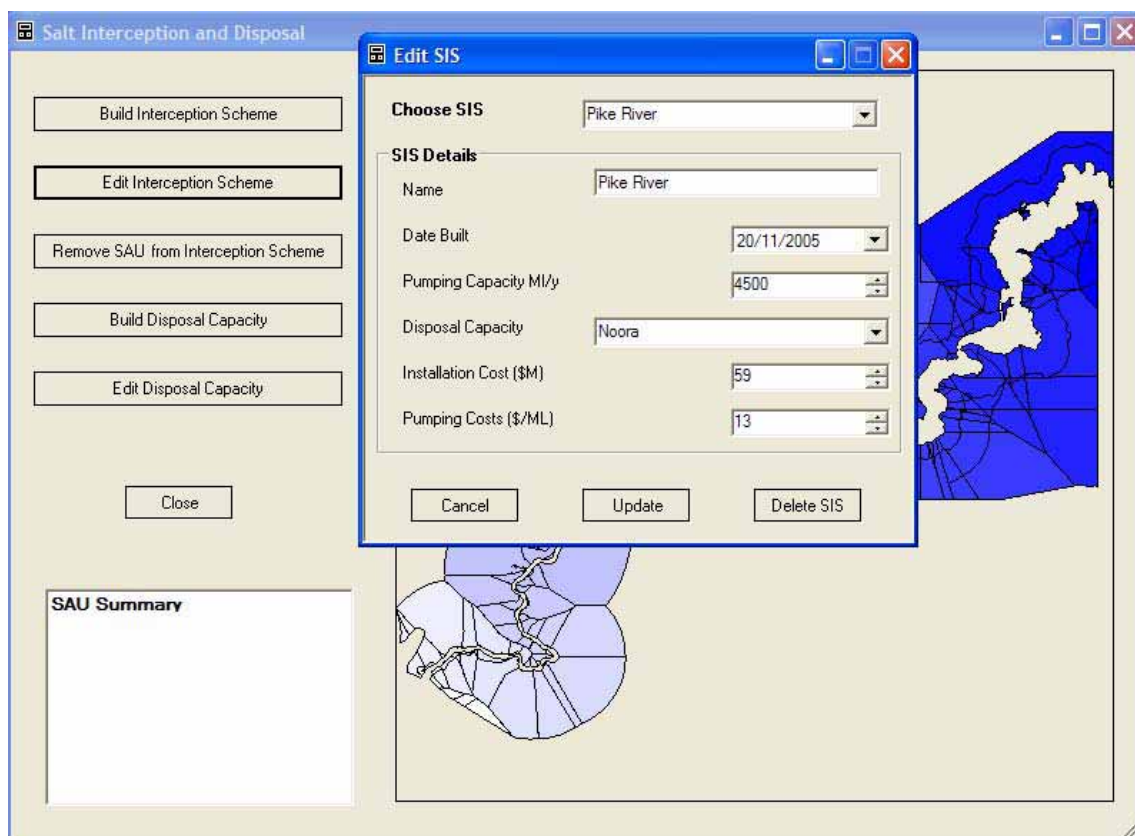 Salt Interception and Disposal
Build Interception Scheme
Edit Interception Scheme
Remove SAU from Interception Scheme
Build Disposal Capacity
Edit Disposal Capacity
Close
SAU Summary
Edit SIS
Choose SIS Pike River
SIS Details
Name Pike River
Date Built 20/11/2005
Pumping Capacity Ml/y 4500
Disposal Capacity Noora
Installation Cost ($M) 59
Pumping Costs ($/ML) 13
Cancel Update Delete SIS